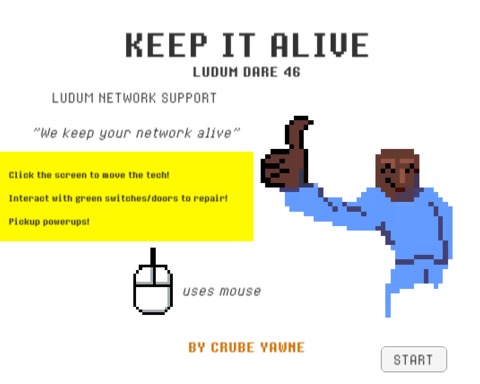 KEEP IT ALIVE
LUDUM DARE 46
LUDUM NETWORK SUPPORT
"We keep your network alive"
Click the screen to move the tech!
Interact with green switches/doors to repair!
Pickup powerups!
uses mouse
BY CRUBE YAWNE
START